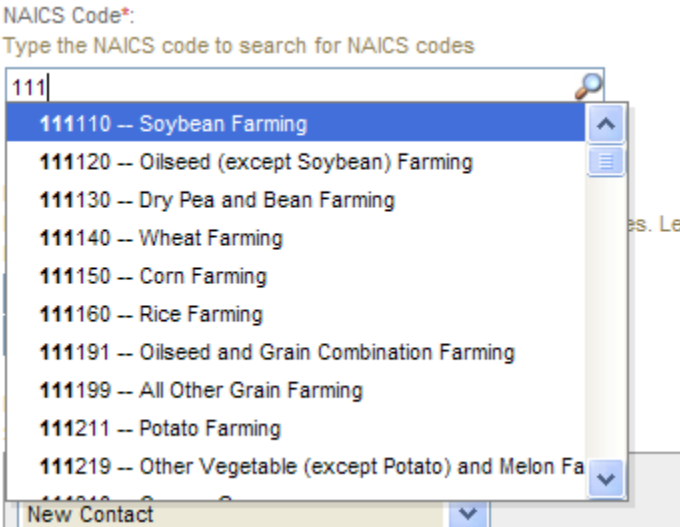 NAICS Code*:
Type the NAICS code to search for NAICS codes
111
111110 -- Soybean Farming
111120 -- Oilseed (except Soybean) Farming
111130 -- Dry Pea and Bean Farming
111140 -- Wheat Farming
es. Le
111150 -- Corn Farming
111160 -- Rice Farming
111191 -- Oilseed and Grain Combination Farming
111199 -- All Other Grain Farming
111211 -- Potato Farming
111219 -- Other Vegetable (except Potato) and Melon Fa
New Contact